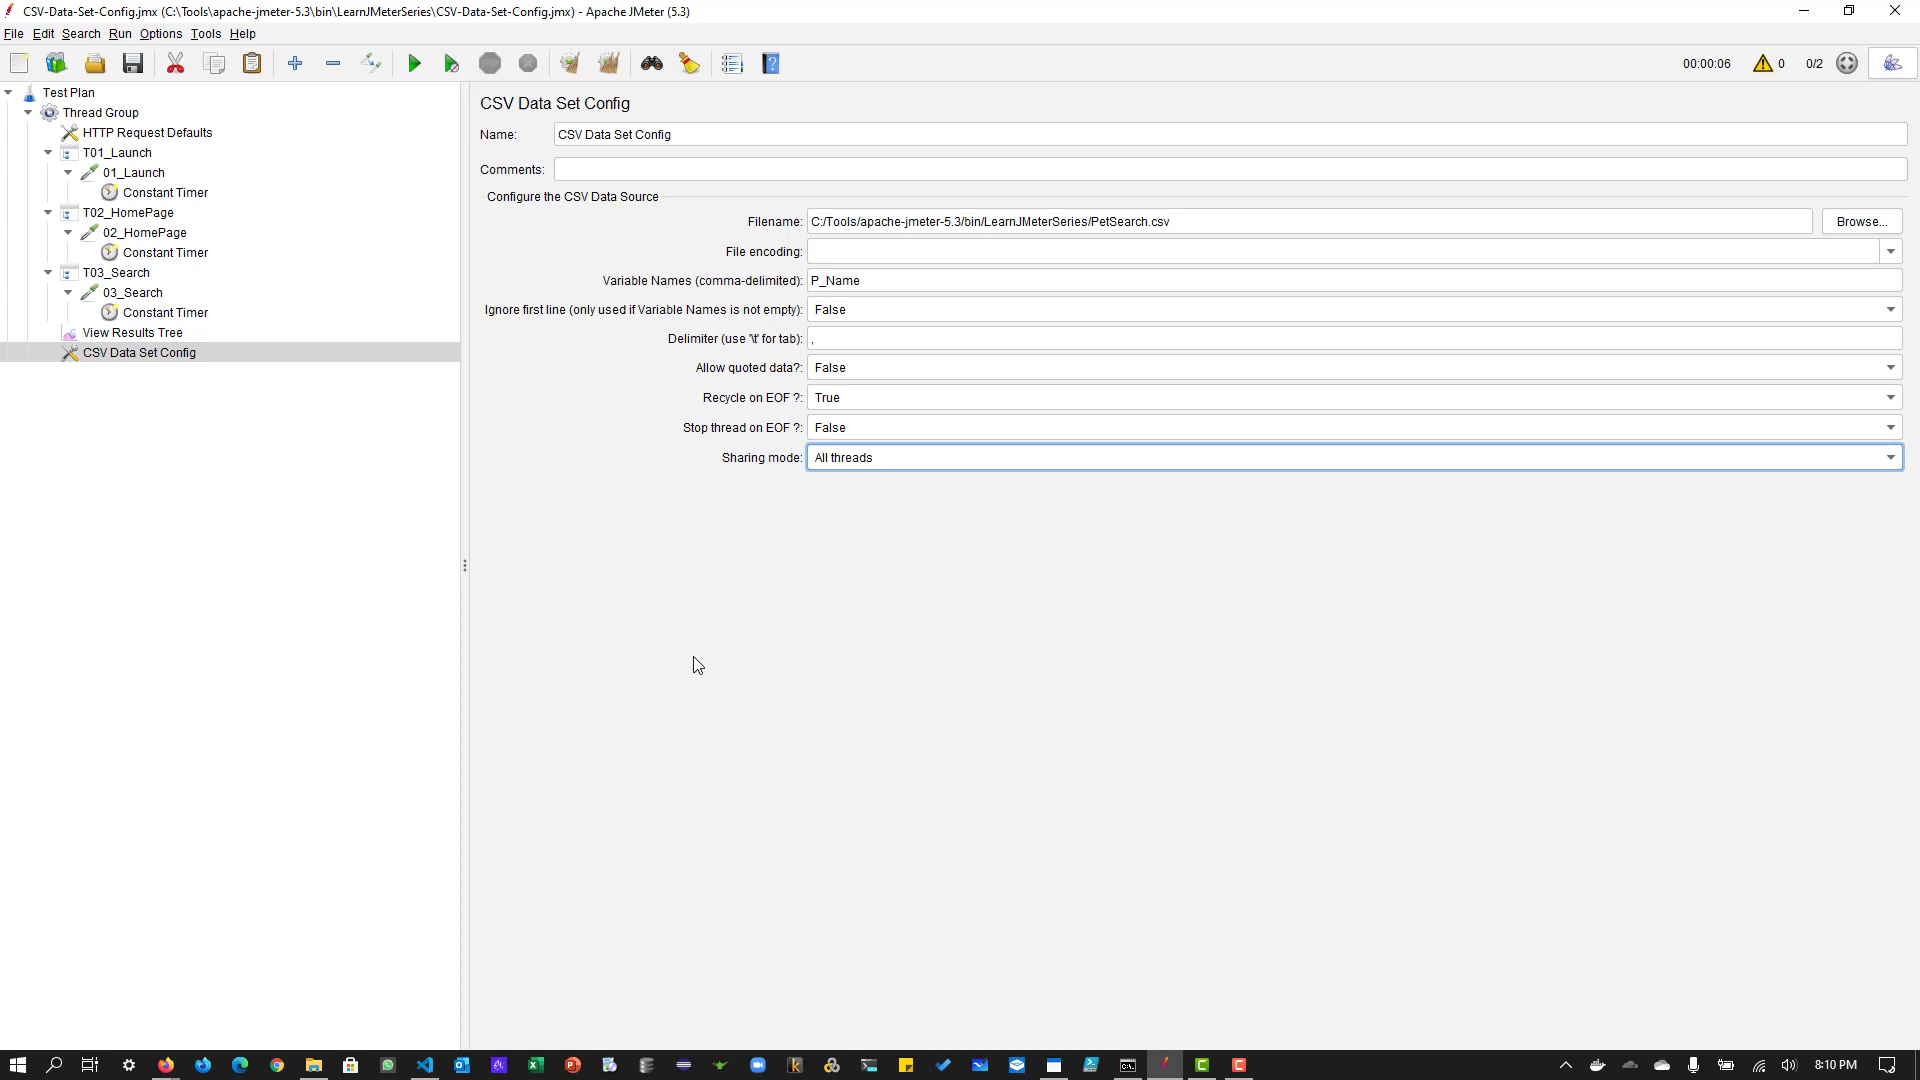 CSV-Data-Set-Config.jmx (C:\Tools\apache-jmeter-5.3\bin\LearnJMeterSeries\CSV-Data-Set-Config.jmx) - Apache JMeter (5.3)
File Edit Search Run Options Tools Help
00:00:06 0 0/2
Test Plan
Thread Group
HTTP Request Defaults
T01_Launch
01_Launch
Constant Timer
T02_HomePage
02_HomePage
Constant Timer
T03_Search
03_Search
Constant Timer
View Results Tree
CSV Data Set Config
CSV Data Set Config
Name: CSV Data Set Config
Comments:
Configure the CSV Data Source
Filename: C:/Tools/apache-jmeter-5.3/bin/LearnJMeterSeries/PetSearch.csv Browse...
File encoding:
Variable Names (comma-delimited): P_Name
Ignore first line (only used if Variable Names is not empty): False
Delimiter (use '\t' for tab): ,
Allow quoted data?: False
Recycle on EOF ?: True
Stop thread on EOF ?: False
Sharing mode: All threads
8:10 PM